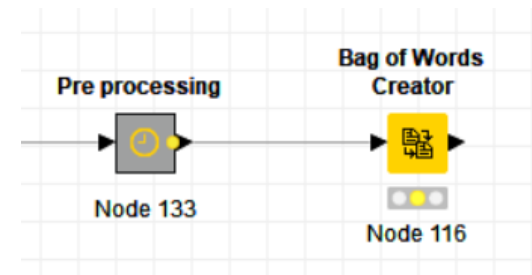 Pre processing
Node 133
Bag of Words
Creator
Node 116